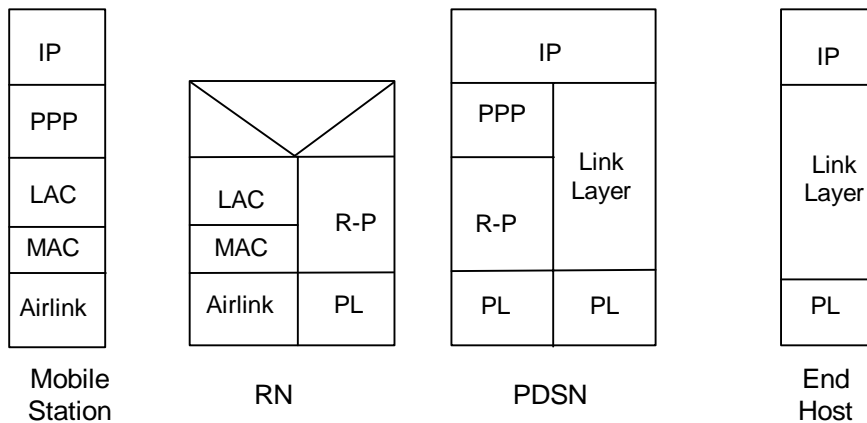 IP
PPP
LAC
MAC
Airlink
Mobile
Station
LAC
MAC
Airlink
R-P
PL
RN
IP
PPP
R-P
PL
Link
Layer
PL
PDSN
IP
Link
Layer
PL
End
Host